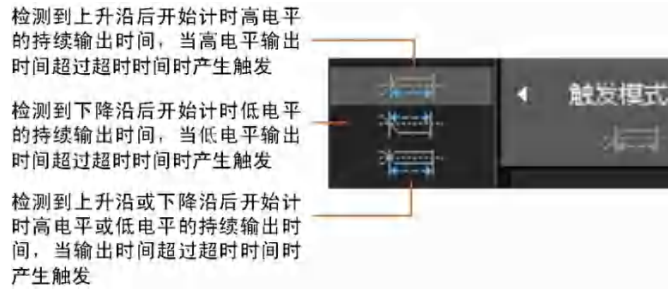 检测到上升沿后开始计时高电平
的持续输出时间，当高电平输出
时间超过超时时间时产生触发
检测到下降沿后开始计时低电平
的持续输出时间，当低电平输出
时间超过超时时间时产生触发
检测到上升沿或下降沿后开始计
时高电平或低电平的持续输出时
间，当输出时间超过超时时间时
产生触发
触发模式